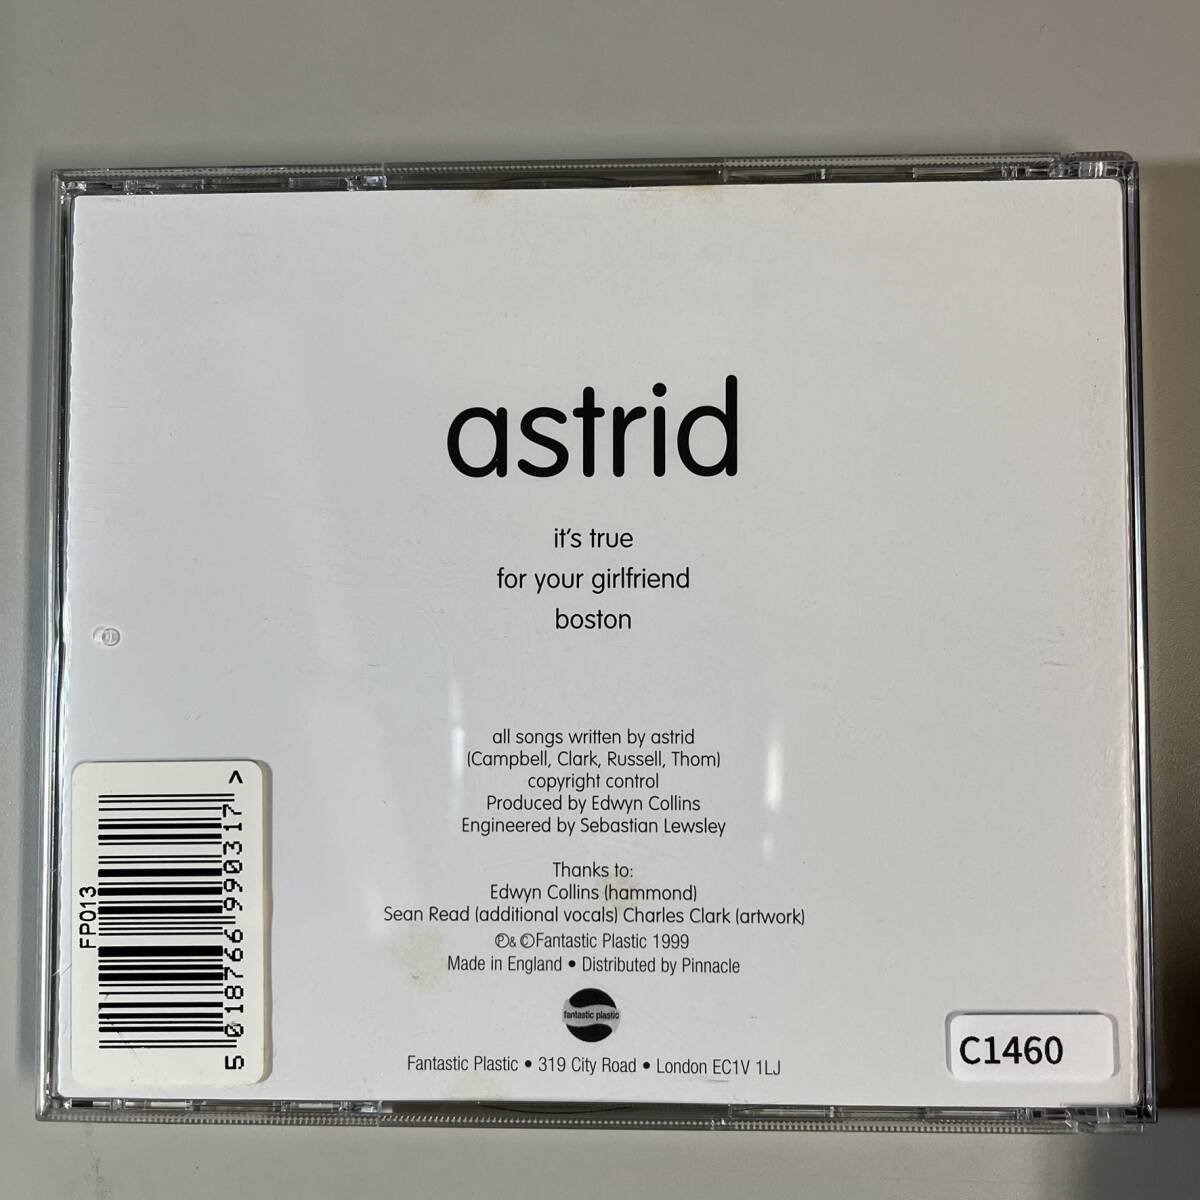 astrid
it's true
for your girlfriend
boston
all songs written by astrid
(Campbell, Clark, Russell, Thom)
copyright control
Produced by Edwyn Collins
Engineered by Sebastian Lewsley
Thanks to:
Edwyn Collins (hammond)
Sean Read (additional vocals) Charles Clark (artwork)
℗& ©Fantastic Plastic 1999
Made in England • Distributed by Pinnacle
fantastic plastic
Fantastic Plastic • 319 City Road • London EC1V 1LJ
FP013
5 018766 990317 >
C1460